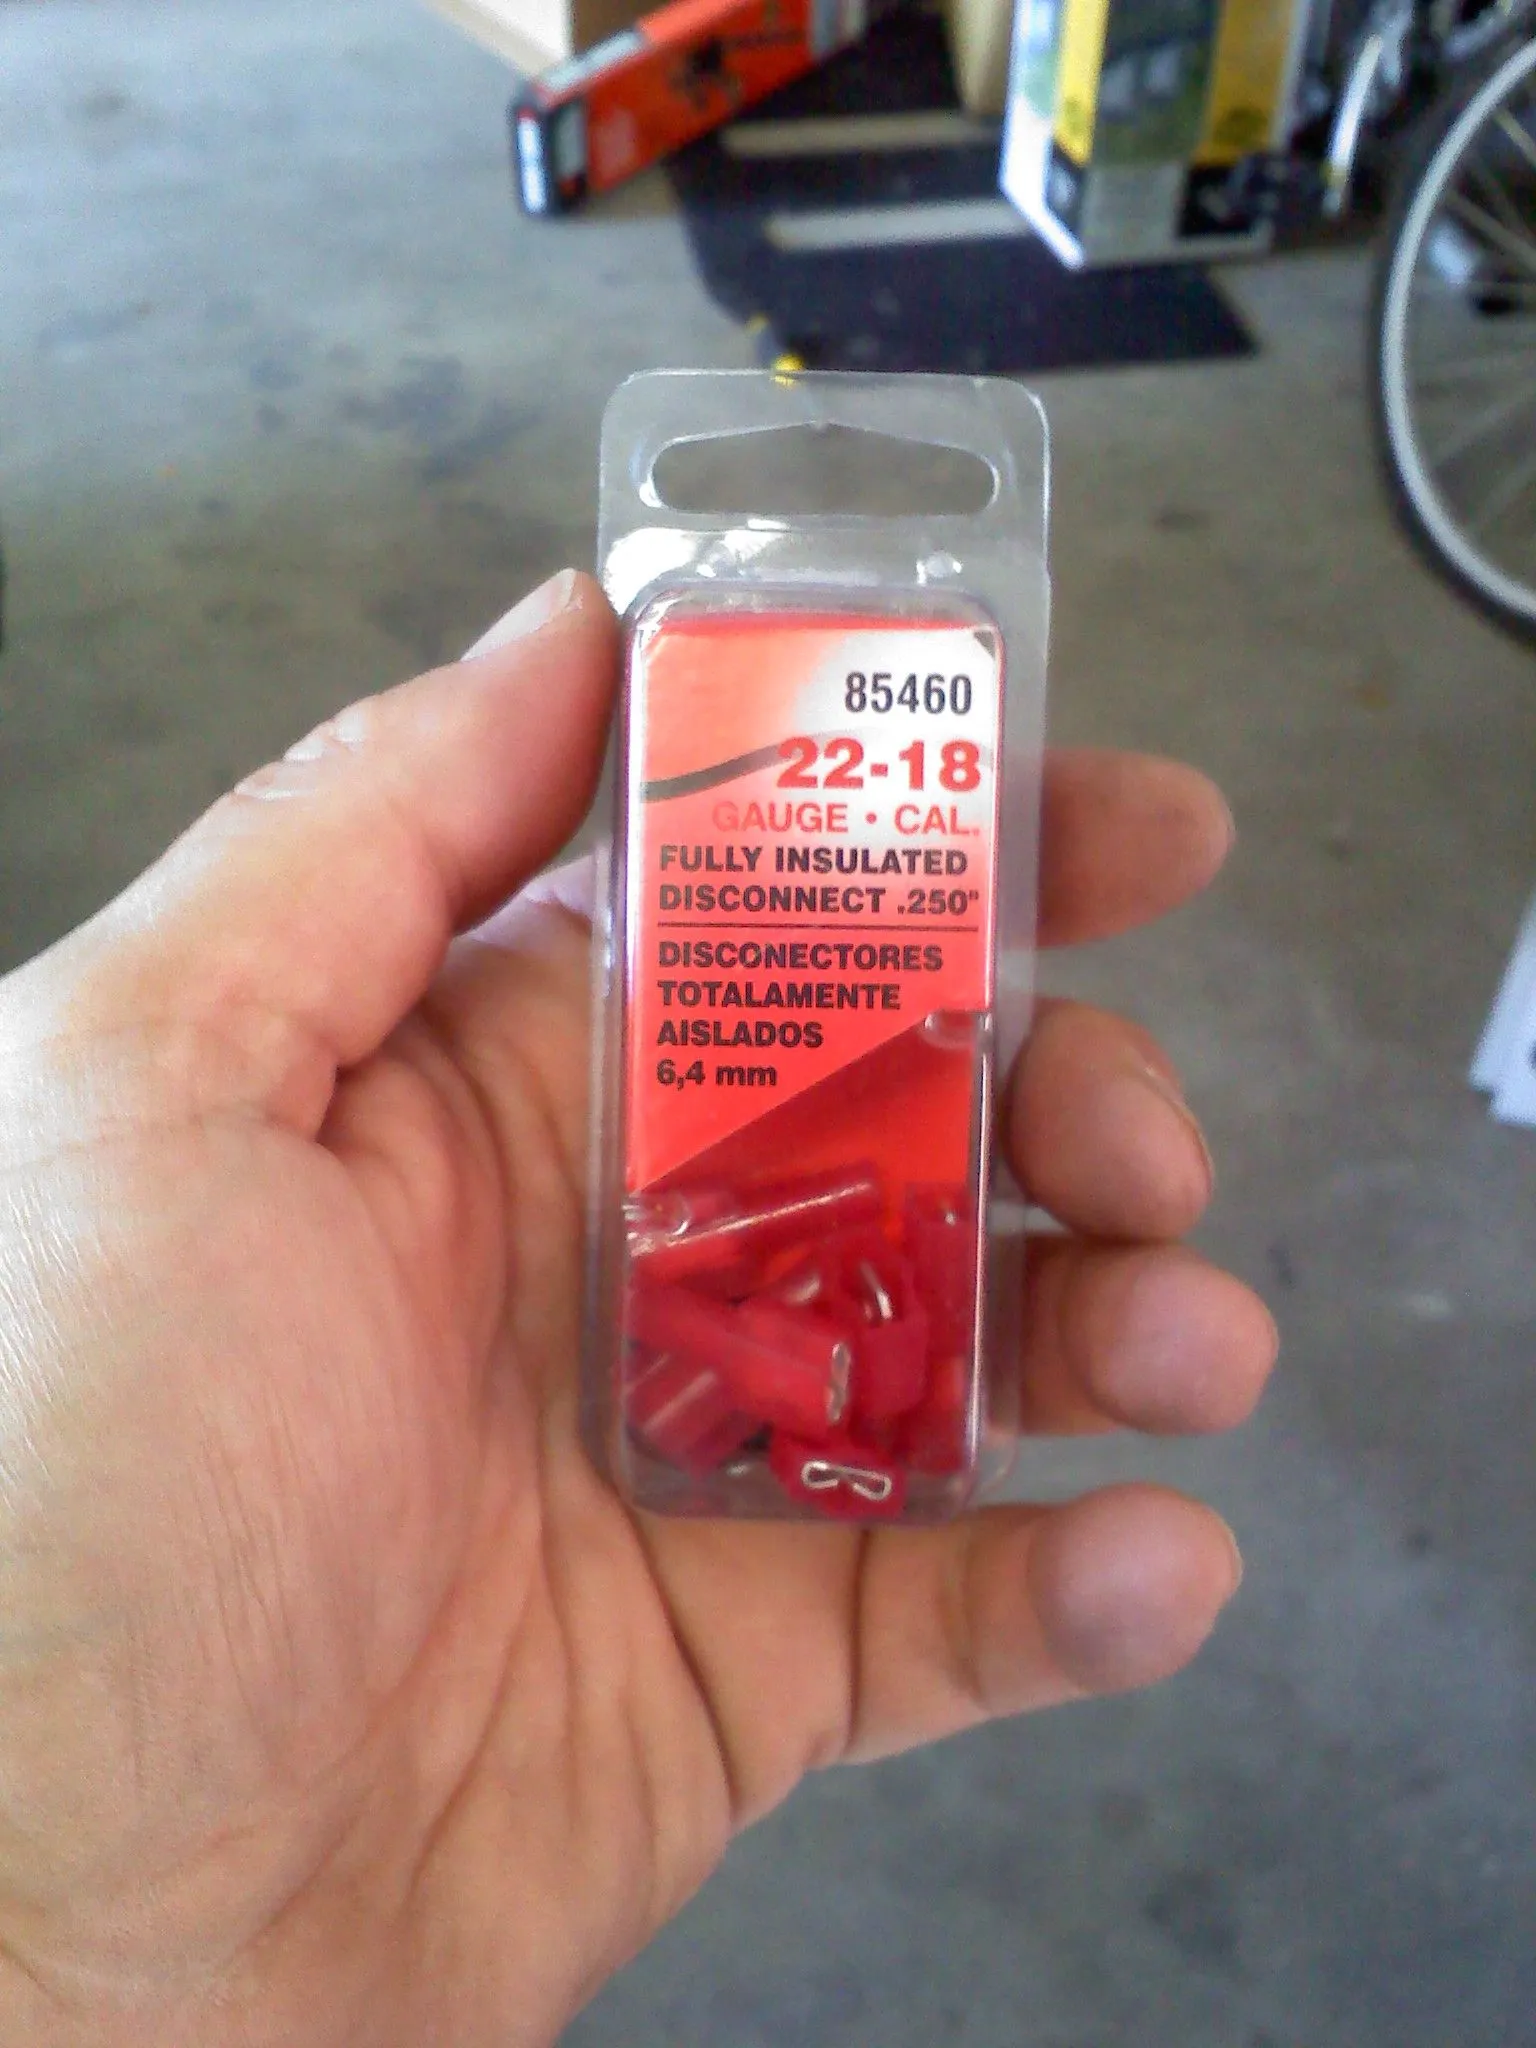 85460
22-18
GAUGE • CAL.
FULLY INSULATED
DISCONNECT .250"
DISCONECTORES
TOTALAMENTE
AISLADOS
6,4 mm